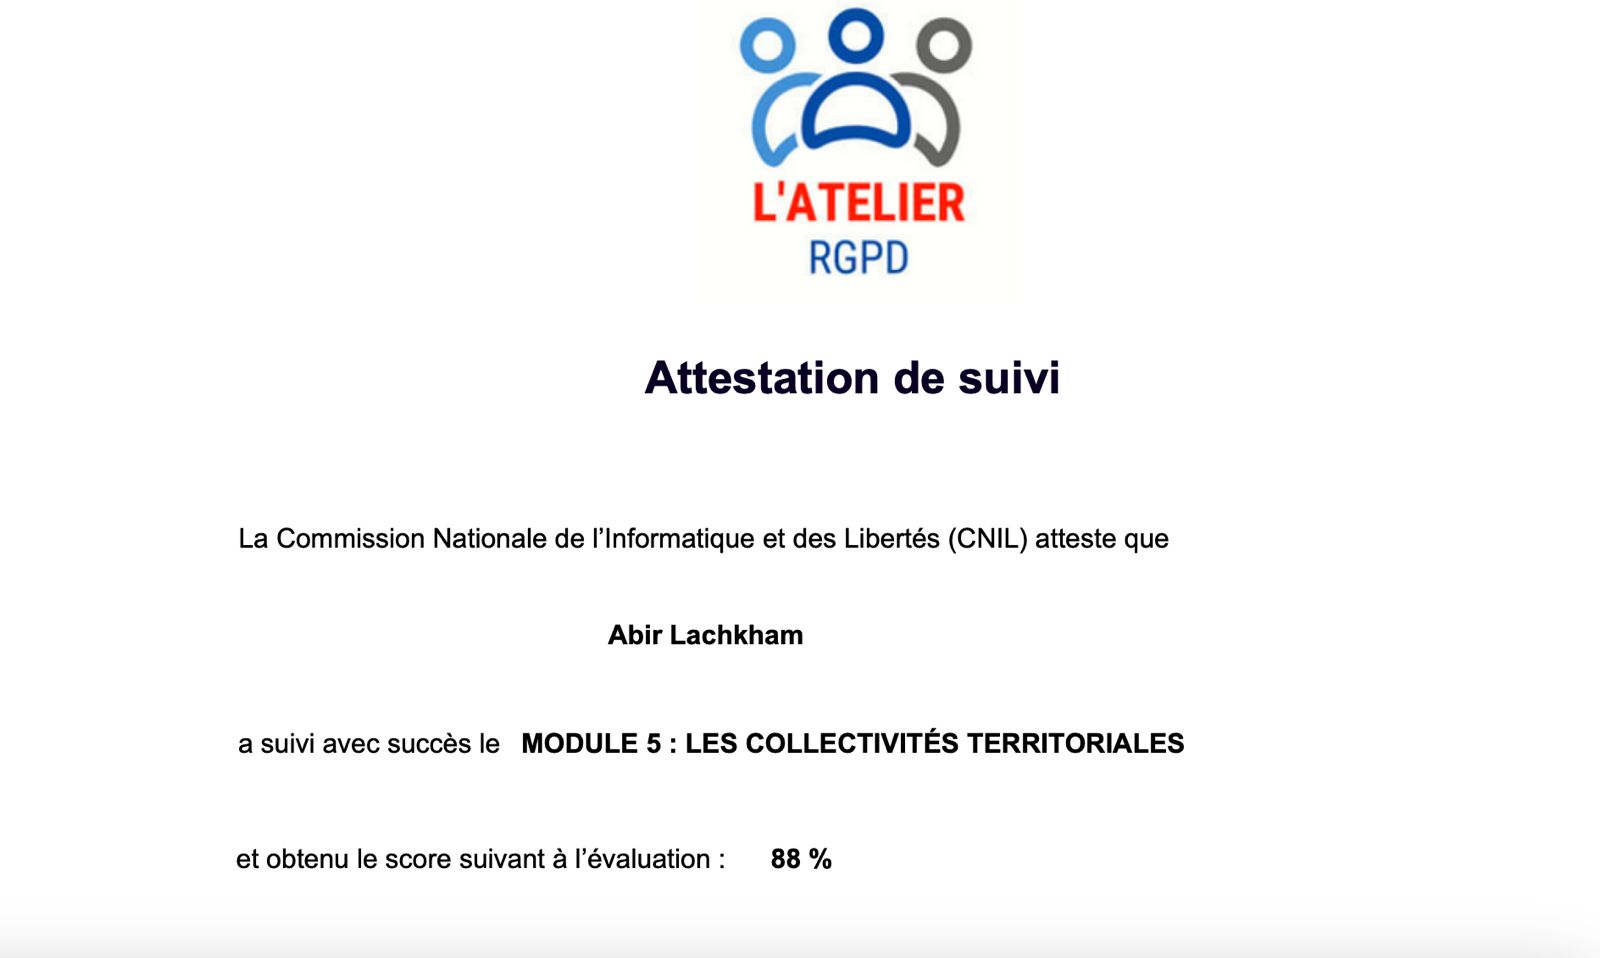 L'ATELIER
RGPD
Attestation de suivi
La Commission Nationale de l’Informatique et des Libertés (CNIL) atteste que
Abir Lachkham
a suivi avec succès le MODULE 5 : LES COLLECTIVITÉS TERRITORIALES
et obtenu le score suivant à l’évaluation : 88 %